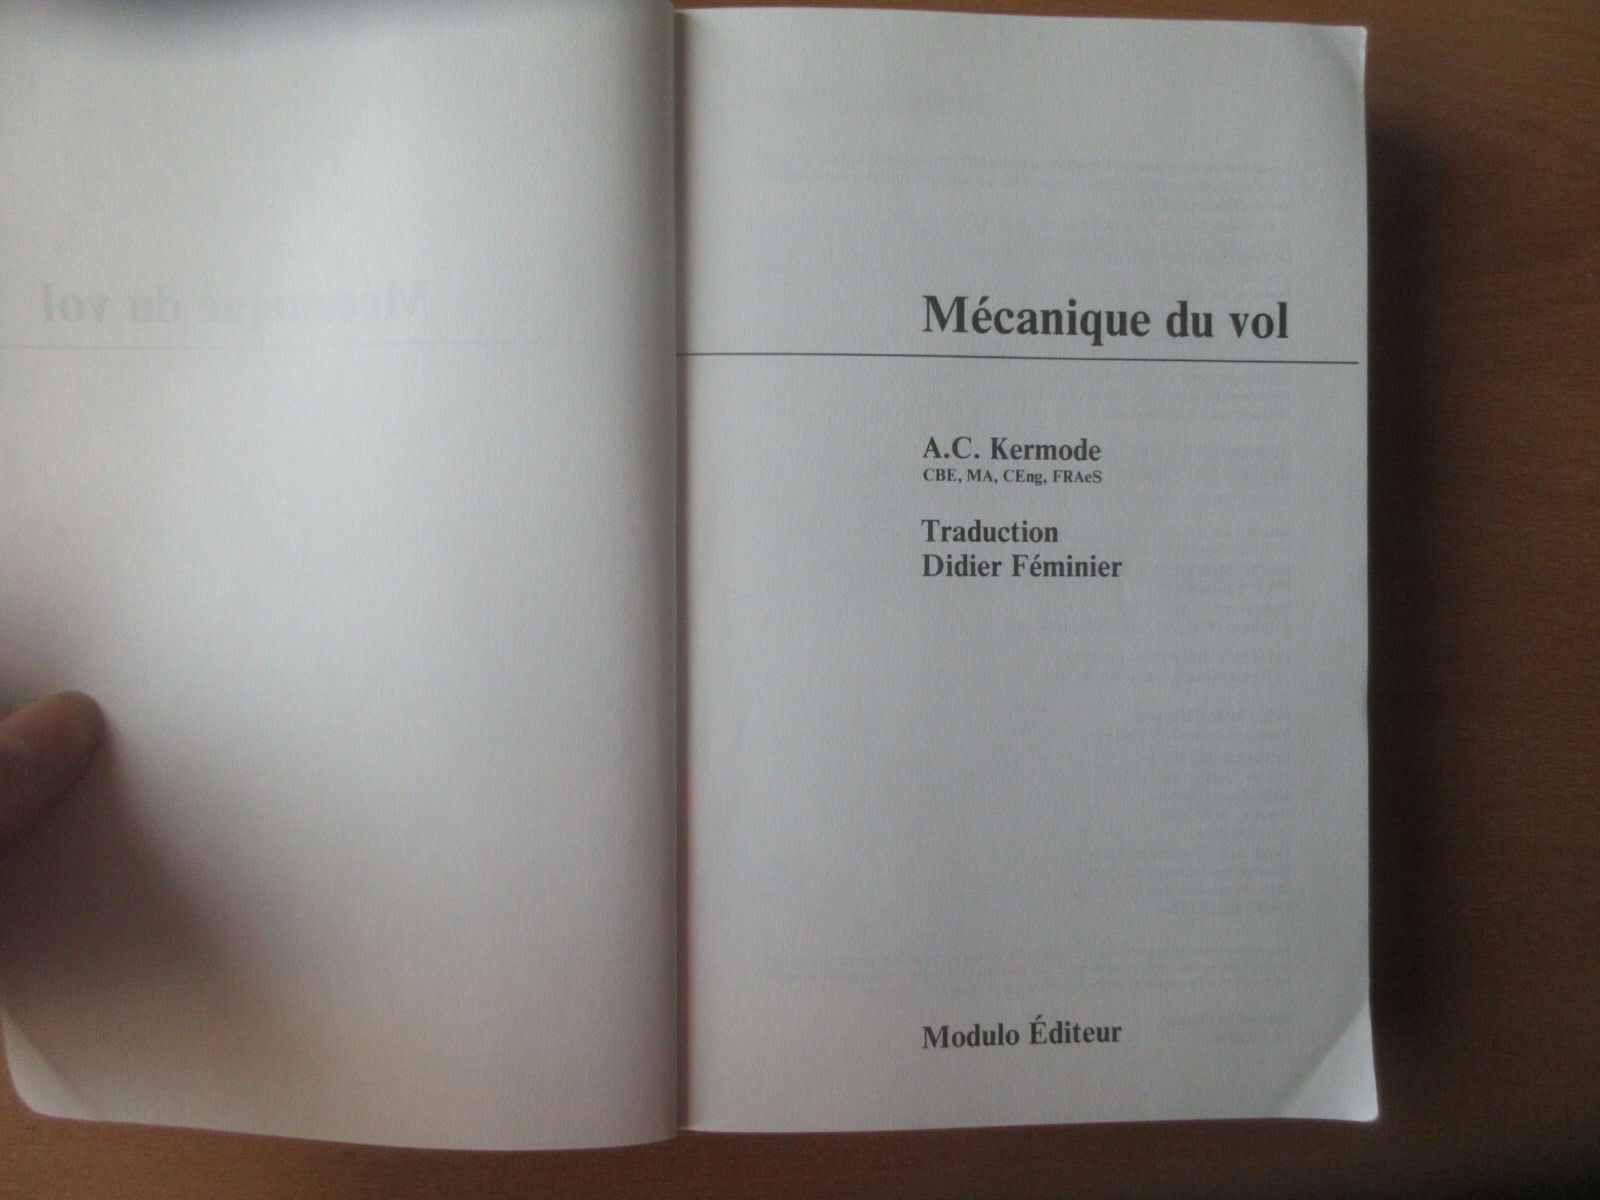 Mécanique du vol
A.C. Kermode
CBE, MA, CEng, FRAeS
Traduction
Didier Féminier
Modulo Éditeur